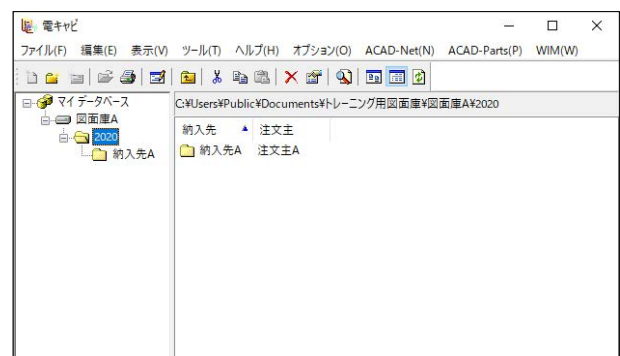 電キャビ
ファイル(F) 編集(E) 表示(V) ツール(T) ヘルプ(H) オプション(O) ACAD-Net(N) ACAD-Parts(P) WIM(W)
マイ データベース
図面庫A
2020
納入先A
C:¥Users¥Public¥Documents¥トレーニング用図面庫¥図面庫A¥2020
納入先 注文主
納入先A 注文主A